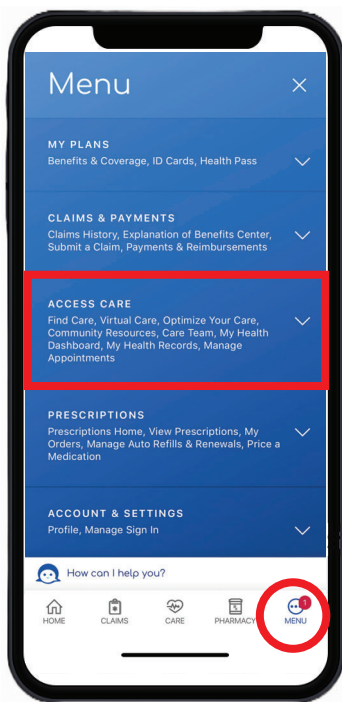 Menu
MY PLANS
Benefits & Coverage, ID Cards, Health Pass
CLAIMS & PAYMENTS
Claims History, Explanation of Benefits Center,
Submit a Claim, Payments & Reimbursements
ACCESS CARE
Find Care, Virtual Care, Optimize Your Care,
Community Resources, Care Team, My Health
Dashboard, My Health Records, Manage
Appointments
PRESCRIPTIONS
Prescriptions Home, View Prescriptions, My
Orders, Manage Auto Refills & Renewals, Price a
Medication
ACCOUNT & SETTINGS
Profile, Manage Sign In
How can I help you?
1
HOME CLAIMS CARE PHARMACY MENU